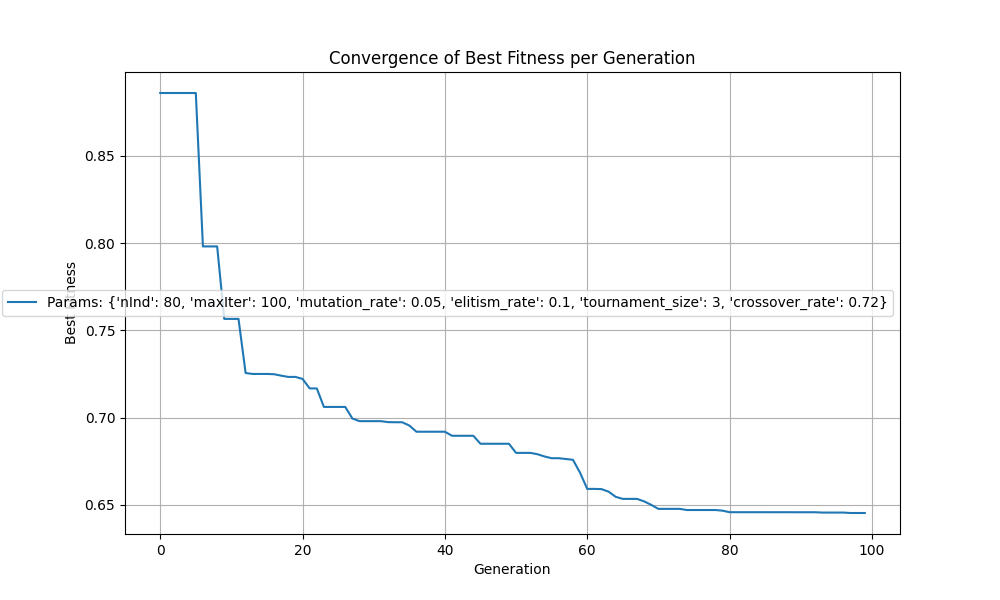 Convergence of Best Fitness per Generation
0.85
0.80
Params: {'nInd': 80, 'maxIter': 100, 'mutation_rate': 0.05, 'elitism_rate': 0.1, 'tournament_size': 3, 'crossover_rate': 0.72}
0.75
0.70
0.65
Best Fitness
0 20 40 60 80 100
Generation